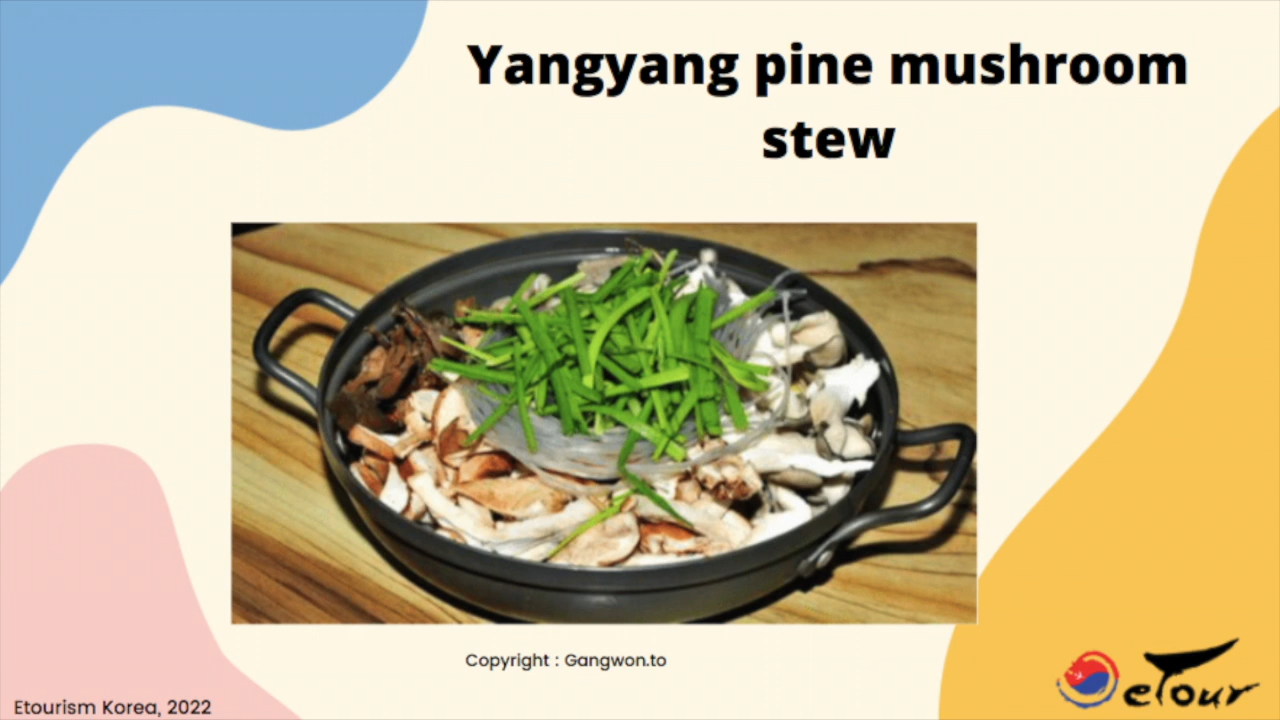 Yangyang pine mushroom
stew
Copyright : Gangwon.to
Etourism Korea, 2022
eTour